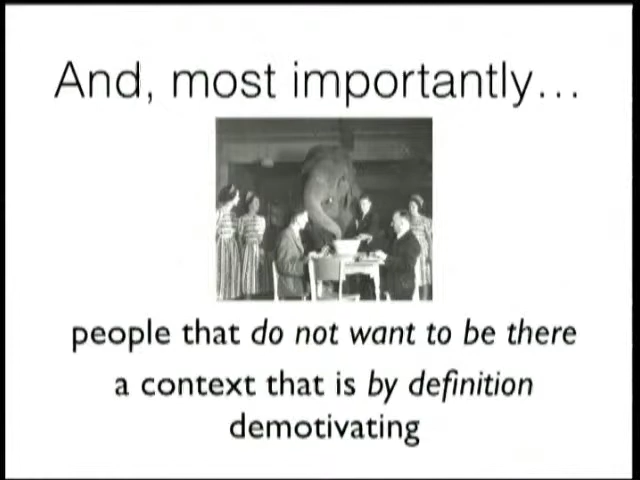 And, most importantly…
people that do not want to be there
a context that is by definition
demotivating